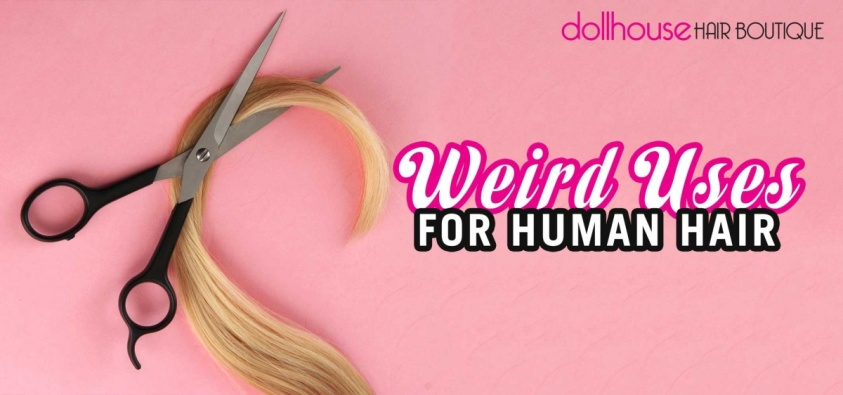 dollhouse HAIR BOUTIQUE
Weird Uses
FOR HUMAN HAIR